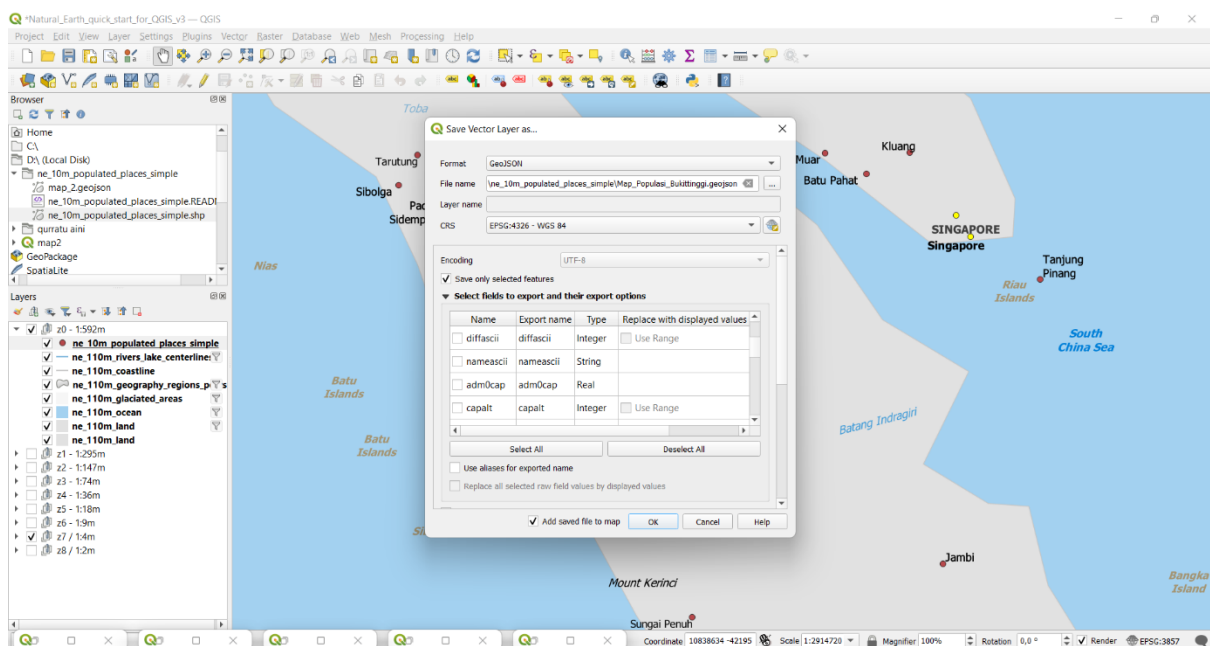 *Natural_Earth_quick_start_for_QGIS_v3 — QGIS
Project Edit View Layer Settings Plugins Vector Raster Database Web Mesh Processing Help
Browser
Home
C:\
D:\ (Local Disk)
ne_10m_populated_places_simple
map_2.geojson
ne_10m_populated_places_simple.READ
ne_10m_populated_places_simple.shp
qurratu aini
map2
GeoPackage
SpatiaLite
Layers
z0 - 1:592m
ne_10m_populated_places_simple
ne_110m_rivers_lake_centerline
ne_110m_coastline
ne_110m_geography_regions_p
ne_110m_glaciated_areas
ne_110m_ocean
ne_110m_land
ne_110m_land
z1 - 1:295m
z2 - 1:147m
z3 - 1:74m
z4 - 1:36m
z5 - 1:18m
z6 - 1:9m
z7 / 1:4m
z8 / 1:2m
Toba
Tarutung
Sibolga
Pad
Sidemp
Nias
Batu
Islands
Batu
Islands
Si
Save Vector Layer as...
Format GeoJSON
File name \ne_10m_populated_places_simple\Map_Populasi_Bukittinggi.geojson ...
Layer name
CRS EPSG:4326 - WGS 84
Encoding UTF-8
Save only selected features
Select fields to export and their export options
Name Export name Type Replace with displayed values
diffascii diffascii Integer Use Range
nameascii nameascii String
adm0cap adm0cap Real
capalt capalt Integer Use Range
Select All Deselect All
Use aliases for exported name
Replace all selected raw field values by displayed values
Add saved file to map OK Cancel Help
Muar
Kluang
Batu Pahat
SINGAPORE
Singapore
Tanjung
Pinang
Riau
Islands
South
China Sea
Batang Indragiri
Jambi
Mount Kerinci
Bangka
Island
Sungai Penuh
Coordinate 10838634 -42195 Scale 1:2914720 Magnifier 100% Rotation 0,0 ° Render EPSG:3857